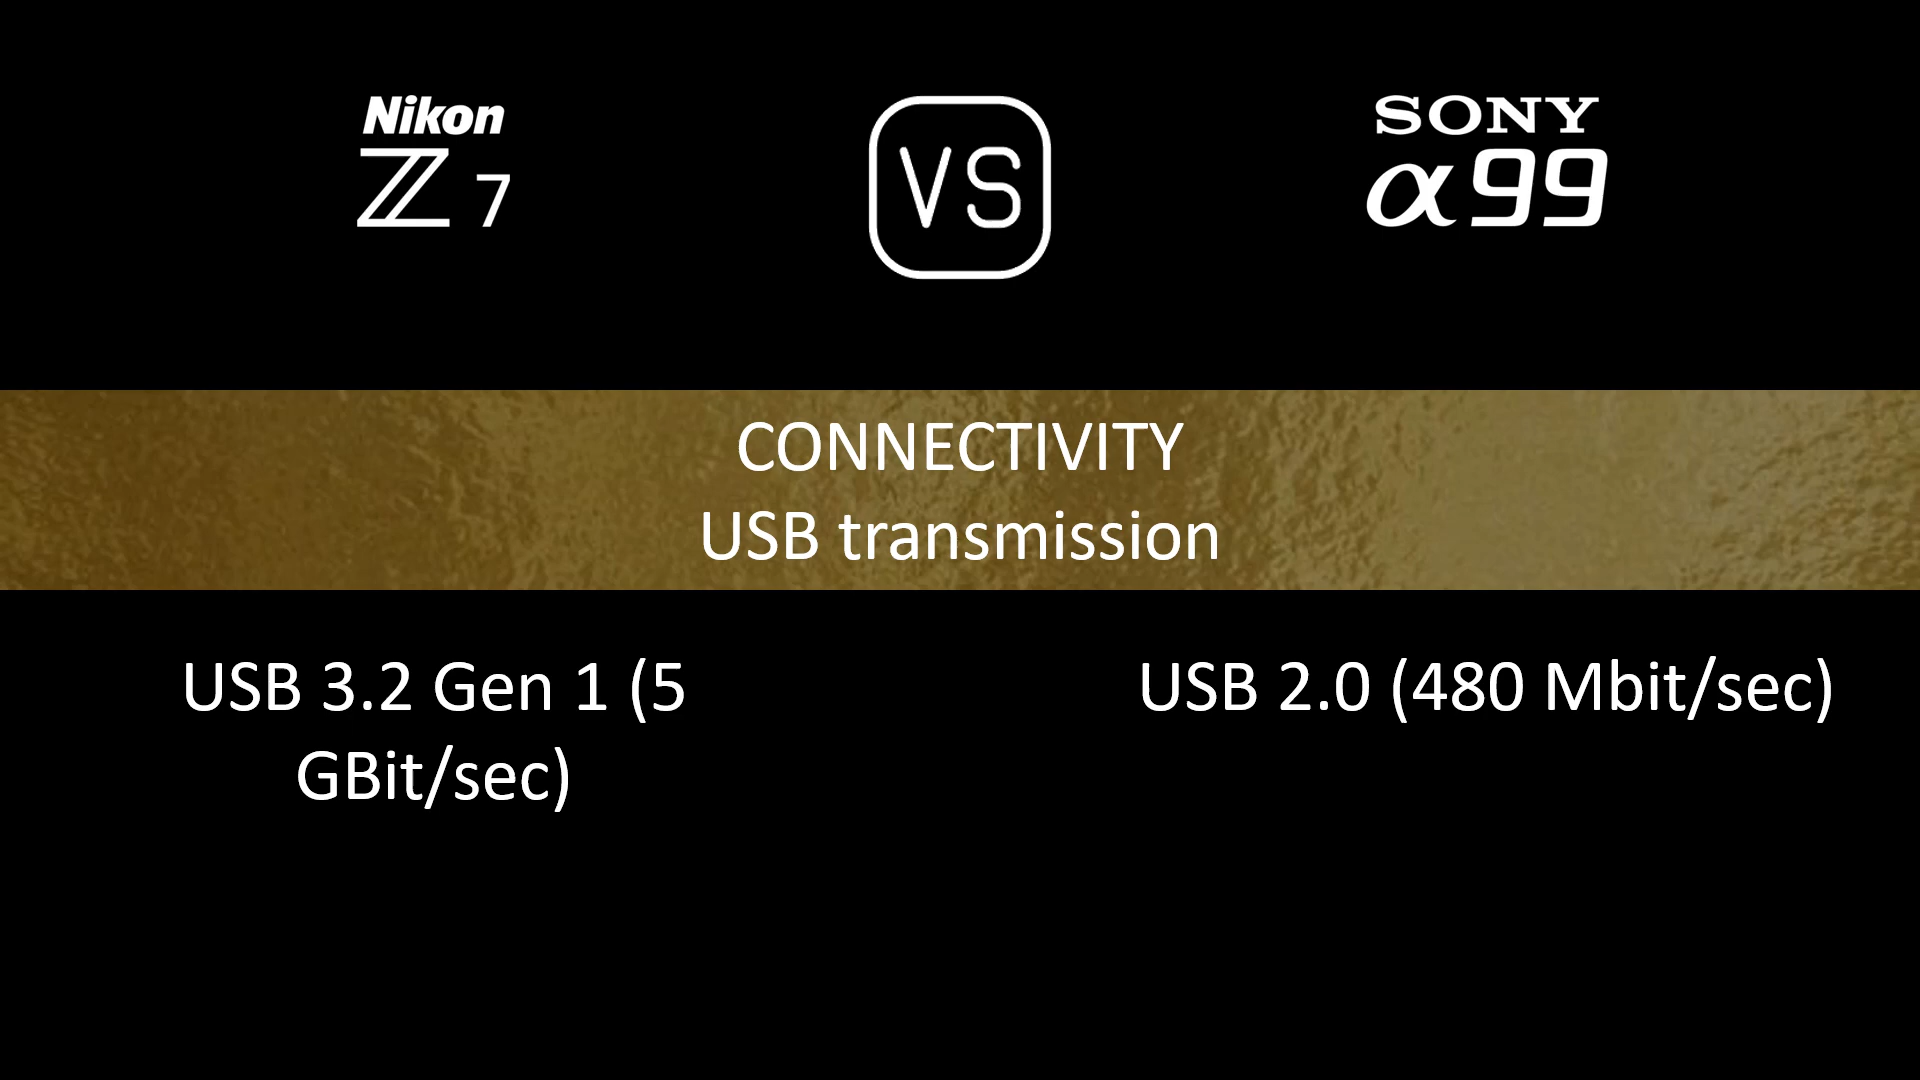 Nikon
Z 7
VS
SONY
α99
CONNECTIVITY
USB transmission
USB 3.2 Gen 1 (5
GBit/sec)
USB 2.0 (480 Mbit/sec)